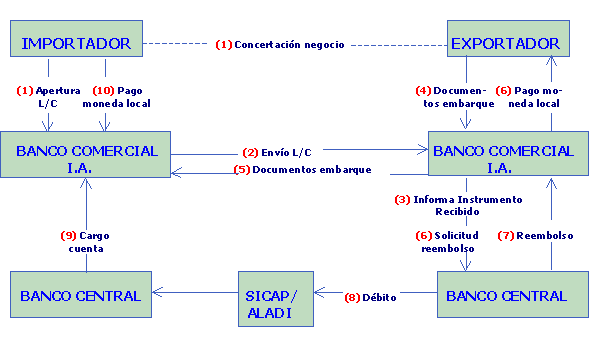 IMPORTADOR
(1) Concertación negocio
EXPORTADOR
(1) Apertura
L/C
(10) Pago
moneda local
(4) Documen-
tos embarque
(6) Pago mo-
neda local
BANCO COMERCIAL
I.A.
(2) Envío L/C
(5) Documentos embarque
BANCO COMERCIAL
I.A.
(3) Informa Instrumento
Recibido
(9) Cargo
cuenta
(6) Solicitud
reembolso
(7) Reembolso
BANCO CENTRAL
SICAP/
ALADI
(8) Débito
BANCO CENTRAL